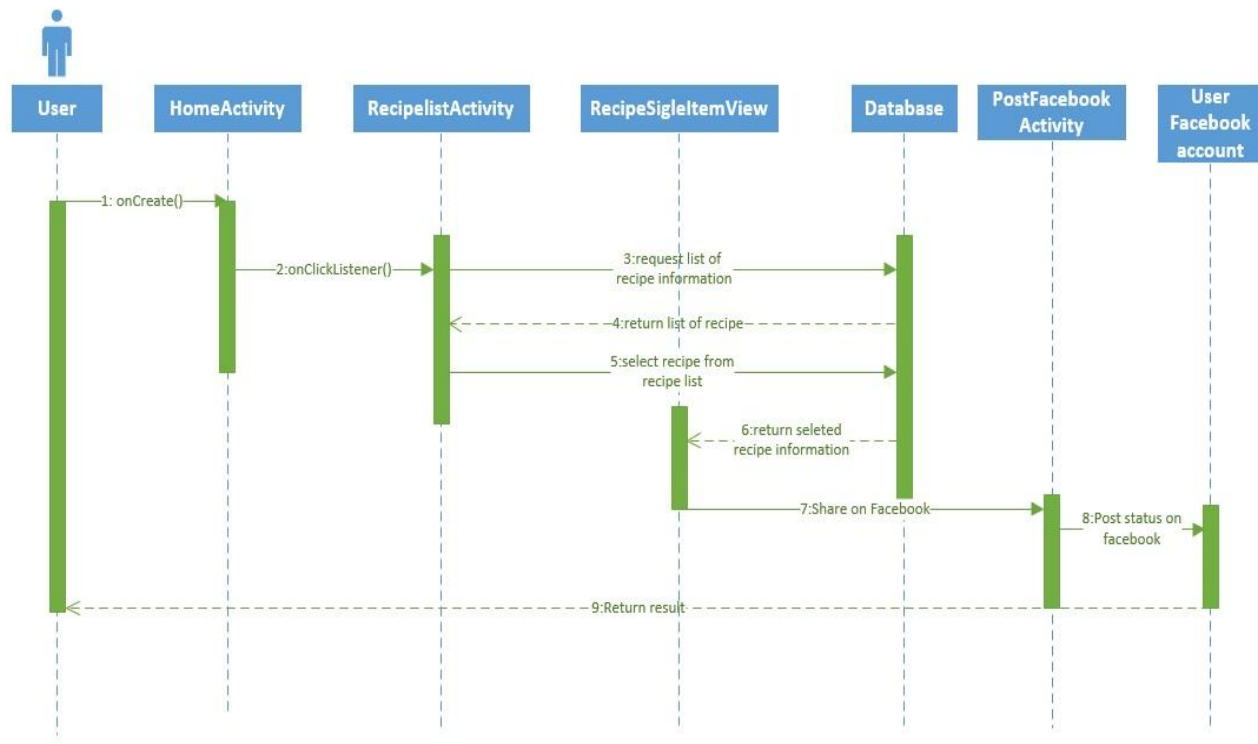 User
HomeActivity
RecipelistActivity
RecipeSigleItemView
Database
PostFacebook
Activity
User
Facebook
account
1: onCreate()
2:onClickListener()
3:request list of
recipe information
4:return list of recipe
5:select recipe from
recipe list
6:return seleted
recipe information
7:Share on Facebook
8:Post status on
facebook
9:Return result